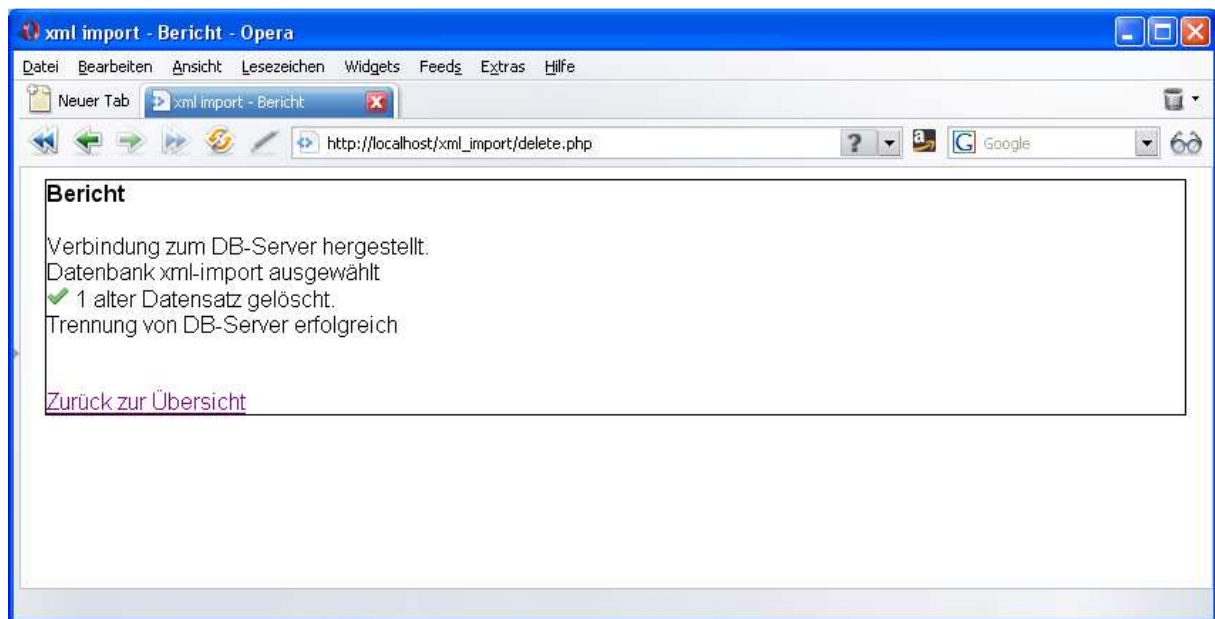 xml import - Bericht - Opera
Datei Bearbeiten Ansicht Lesezeichen Widgets Feeds Extras Hilfe
Neuer Tab xml import - Bericht
http://localhost/xml_import/delete.php ? a G Google
Bericht
Verbindung zum DB-Server hergestellt.
Datenbank xml-import ausgewählt
1 alter Datensatz gelöscht.
Trennung von DB-Server erfolgreich
Zurück zur Übersicht